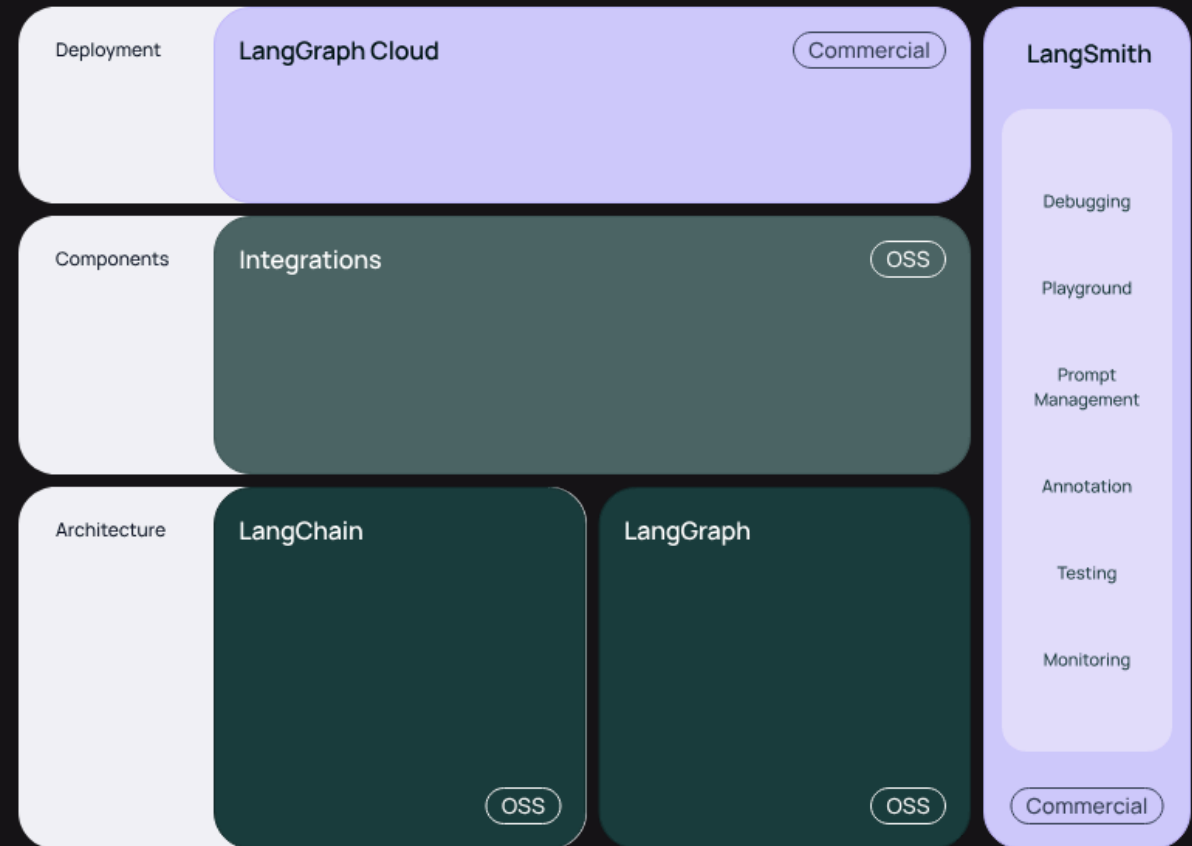 Deployment
LangGraph Cloud
Commercial
Components
Integrations
OSS
Architecture
LangChain
OSS
LangGraph
OSS
LangSmith
Debugging
Playground
Prompt
Management
Annotation
Testing
Monitoring
Commercial